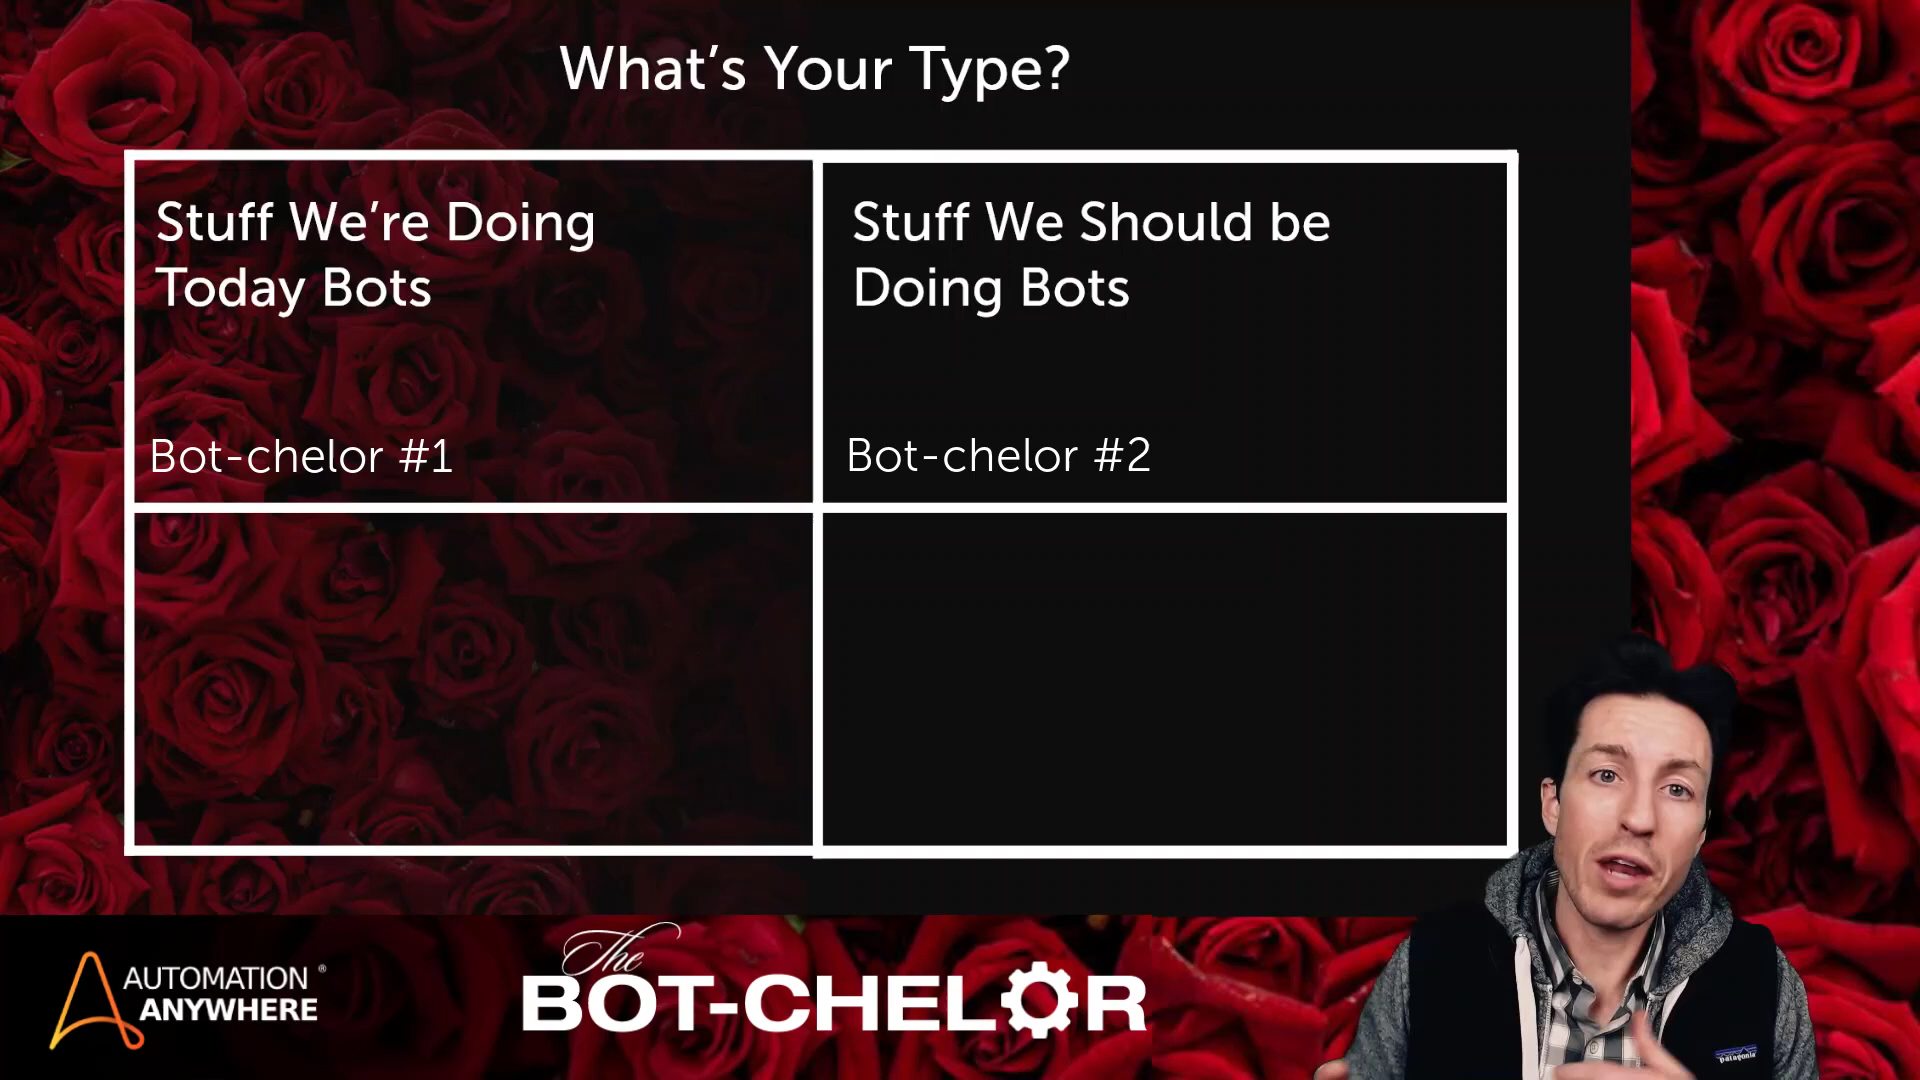 What's Your Type?
Stuff We're Doing
Today Bots
Bot-chelor #1
Stuff We Should be
Doing Bots
Bot-chelor #2
AUTOMATION ®
ANYWHERE
The
BOT-CHELOR
patagonia